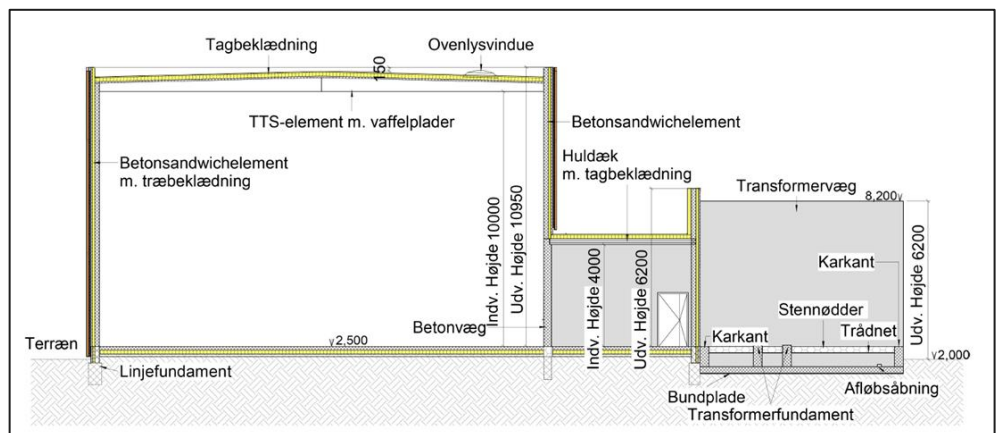 Tagbeklædning
Ovenlysvindue
150
TTS-element m. vaffelplader
Betonsandwichelement
Betonsandwichelement
m. træbeklædning
Huldæk
m. tagbeklædning
Transformervæg
8,200
Indv. Højde 10000
Udv. Højde 10950
Indv. Højde 4000
Udv. Højde 6200
Udv. Højde 6200
Karkant
Stennødder
Betonvæg
Karkant
Trådnet
Terræn
2,500
2,000
Linjefundament
Afløbsåbning
Bundplade
Transformerfundament